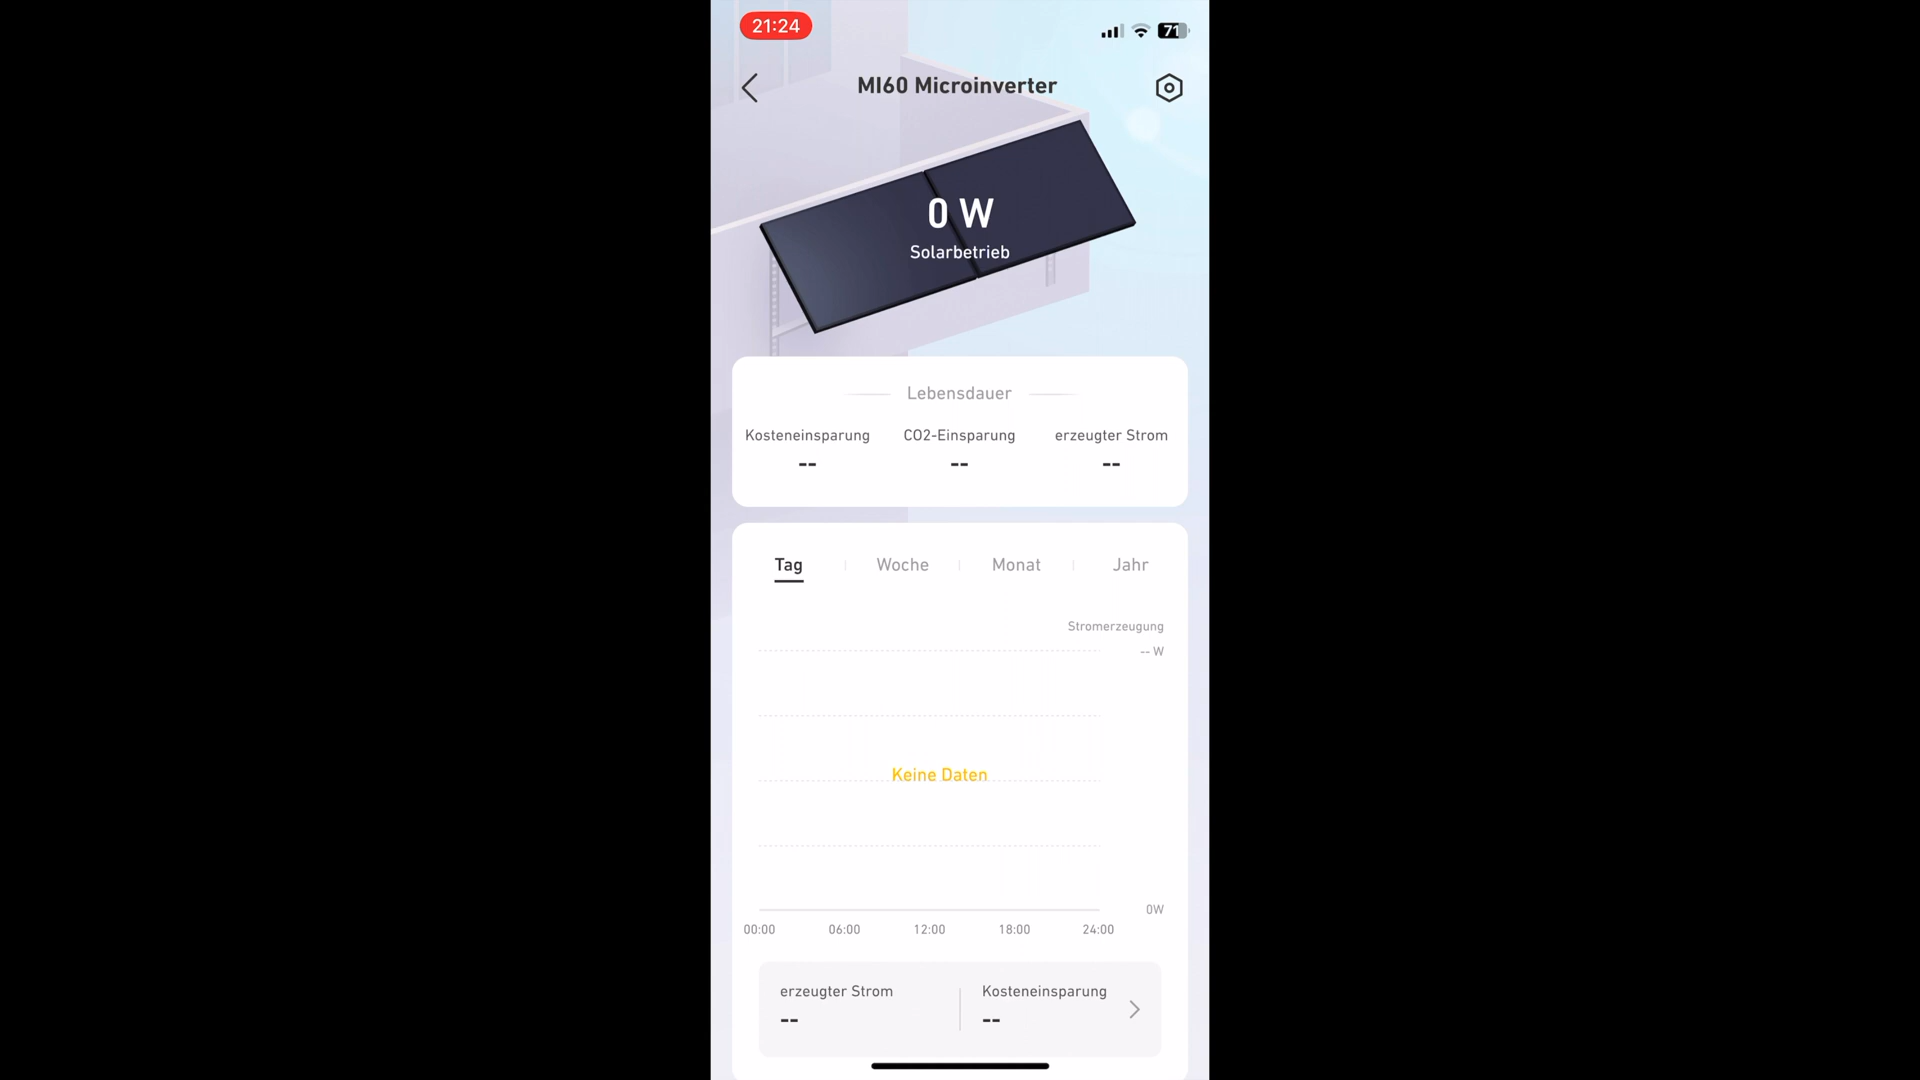 21:24
71
MI60 Microinverter
0 W
Solarbetrieb
Lebensdauer
Kosteneinsparung CO2-Einsparung erzeugter Strom
-- -- --
Tag Woche Monat Jahr
Stromerzeugung
-- W
Keine Daten
0W
00:00 06:00 12:00 18:00 24:00
erzeugter Strom Kosteneinsparung
-- --